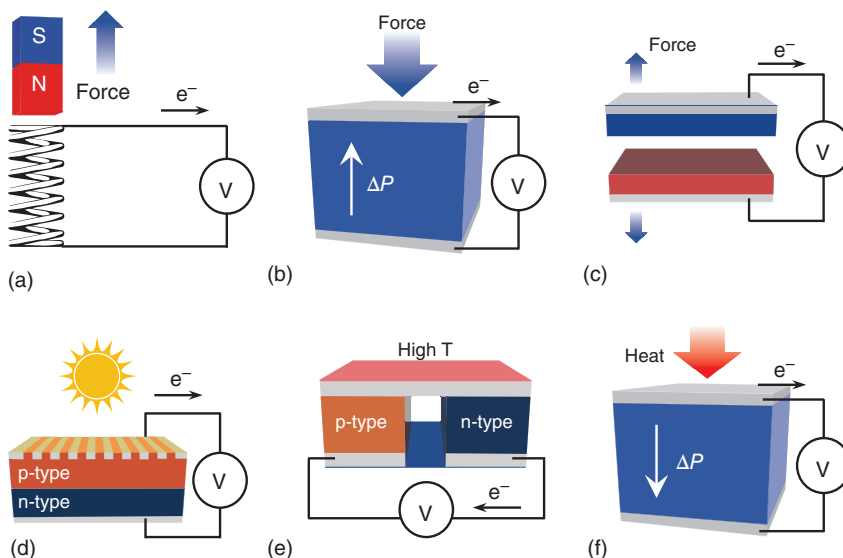 S
N
Force
e⁻
V
(a)
Force
e⁻
ΔP
V
(b)
Force
e⁻
V
(c)
e⁻
p-type
n-type
V
(d)
High T
p-type
n-type
V
e⁻
(e)
Heat
e⁻
ΔP
V
(f)